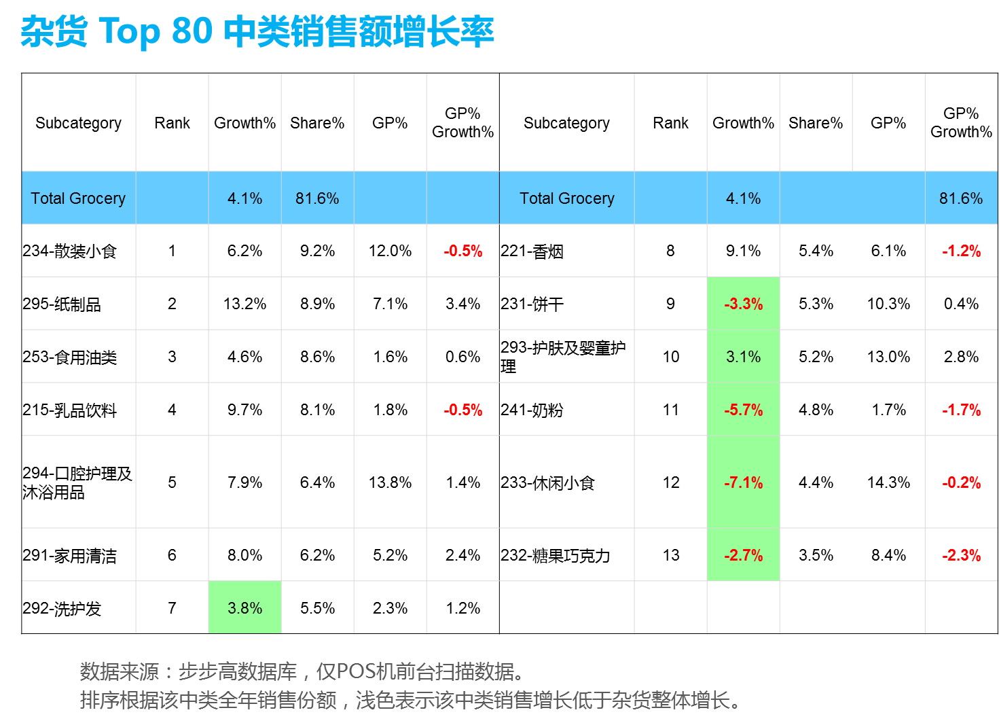 杂货 Top 80 中类销售额增长率
Subcategory Rank Growth% Share% GP% GP% Growth% Subcategory Rank Growth% Share% GP% GP% Growth%
Total Grocery 4.1% 81.6% Total Grocery 4.1% 81.6%
234-散装小食 1 6.2% 9.2% 12.0% -0.5% 221-香烟 8 9.1% 5.4% 6.1% -1.2%
295-纸制品 2 13.2% 8.9% 7.1% 3.4% 231-饼干 9 -3.3% 5.3% 10.3% 0.4%
253-食用油类 3 4.6% 8.6% 1.6% 0.6% 293-护肤及婴童护理 10 3.1% 5.2% 13.0% 2.8%
215-乳品饮料 4 9.7% 8.1% 1.8% -0.5% 241-奶粉 11 -5.7% 4.8% 1.7% -1.7%
294-口腔护理及沐浴用品 5 7.9% 6.4% 13.8% 1.4% 233-休闲小食 12 -7.1% 4.4% 14.3% -0.2%
291-家用清洁 6 8.0% 6.2% 5.2% 2.4% 232-糖果巧克力 13 -2.7% 3.5% 8.4% -2.3%
292-洗护发 7 3.8% 5.5% 2.3% 1.2%
数据来源：步步高数据库，仅POS机前台扫描数据。
排序根据该中类全年销售份额，浅色表示该中类销售增长低于杂货整体增长。